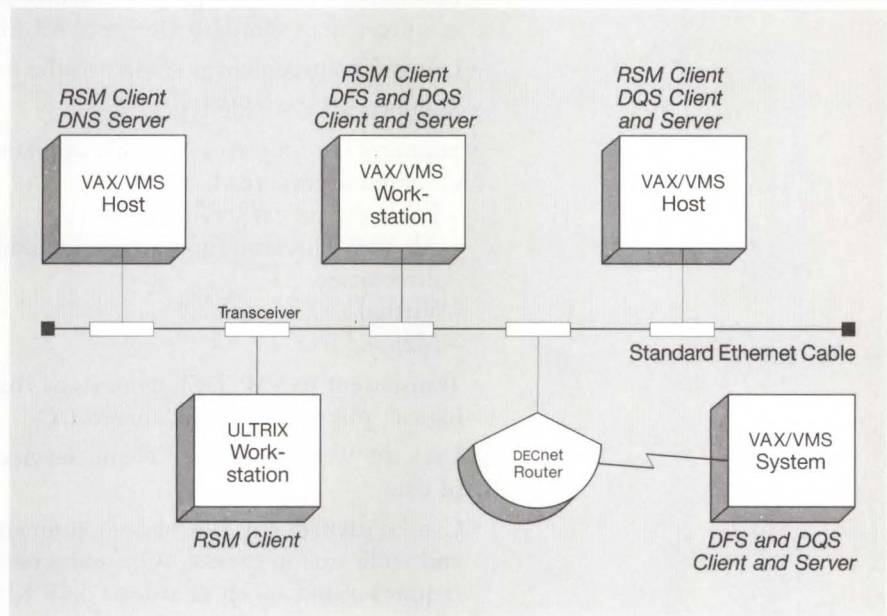 RSM Client
DNS Server
RSM Client
DFS and DQS
Client and Server
RSM Client
DQS Client
and Server
VAX/VMS
Host
VAX/VMS
Work-
station
VAX/VMS
Host
Transceiver
Standard Ethernet Cable
ULTRIX
Work-
station
DECnet
Router
VAX/VMS
System
RSM Client
DFS and DQS
Client and Server